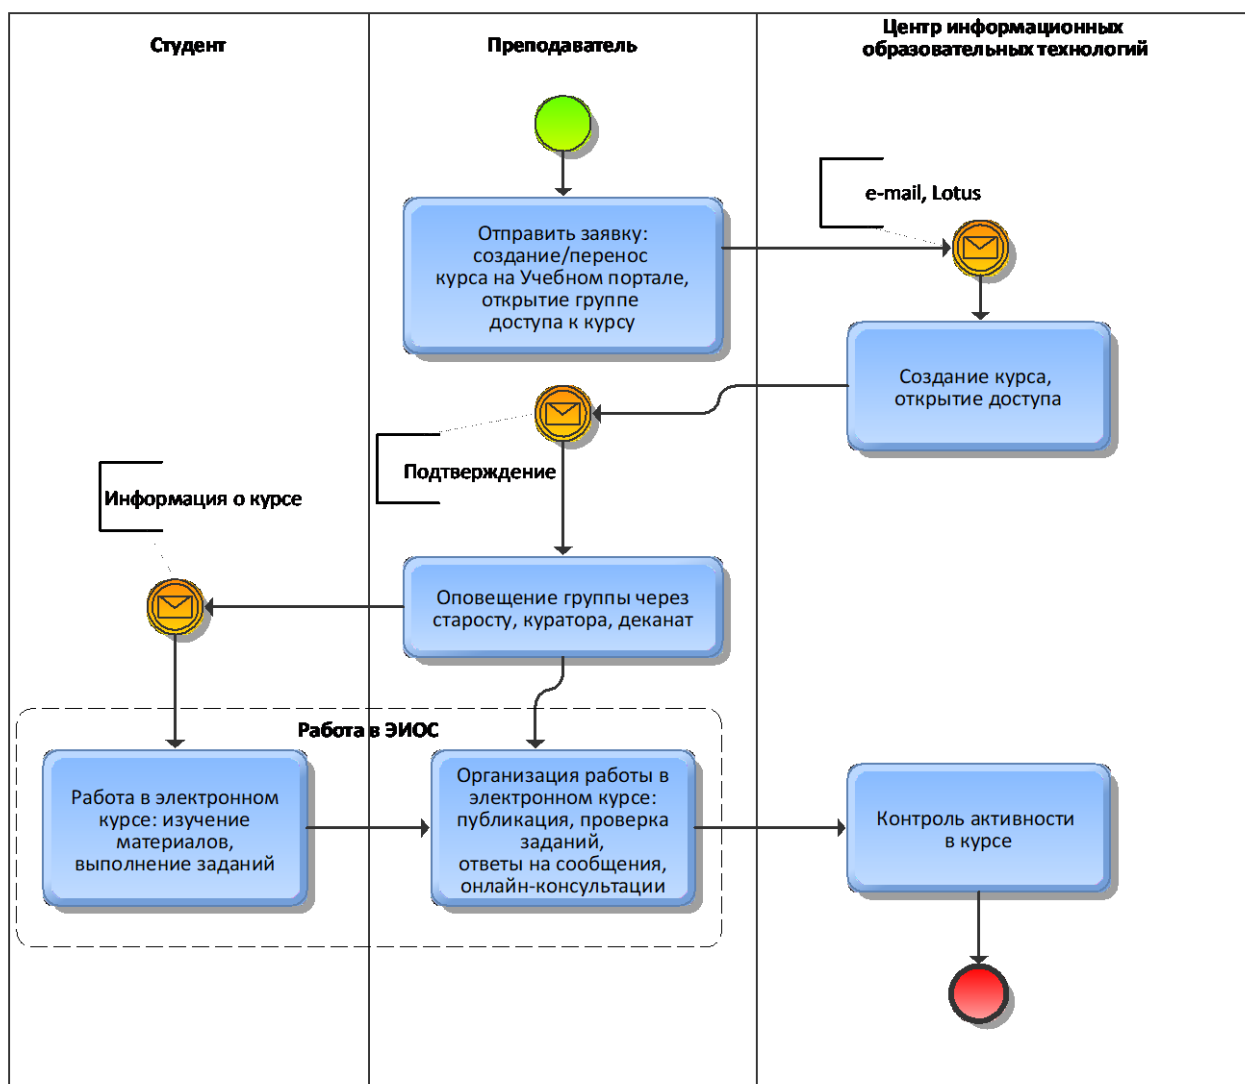 Студент
Преподаватель
Центр информационных
образовательных технологий
e-mail, Lotus
Отправить заявку:
создание/перенос
курса на Учебном портале,
открытие группе
доступа к курсу
Создание курса,
открытие доступа
Подтверждение
Информация о курсе
Оповещение группы через
старосту, куратора, деканат
Работа в ЭИОС
Работа в электронном
курсе: изучение
материалов,
выполнение заданий
Организация работы в
электронном курсе:
публикация, проверка
заданий,
ответы на сообщения,
онлайн-консультации
Контроль активности
в курсе